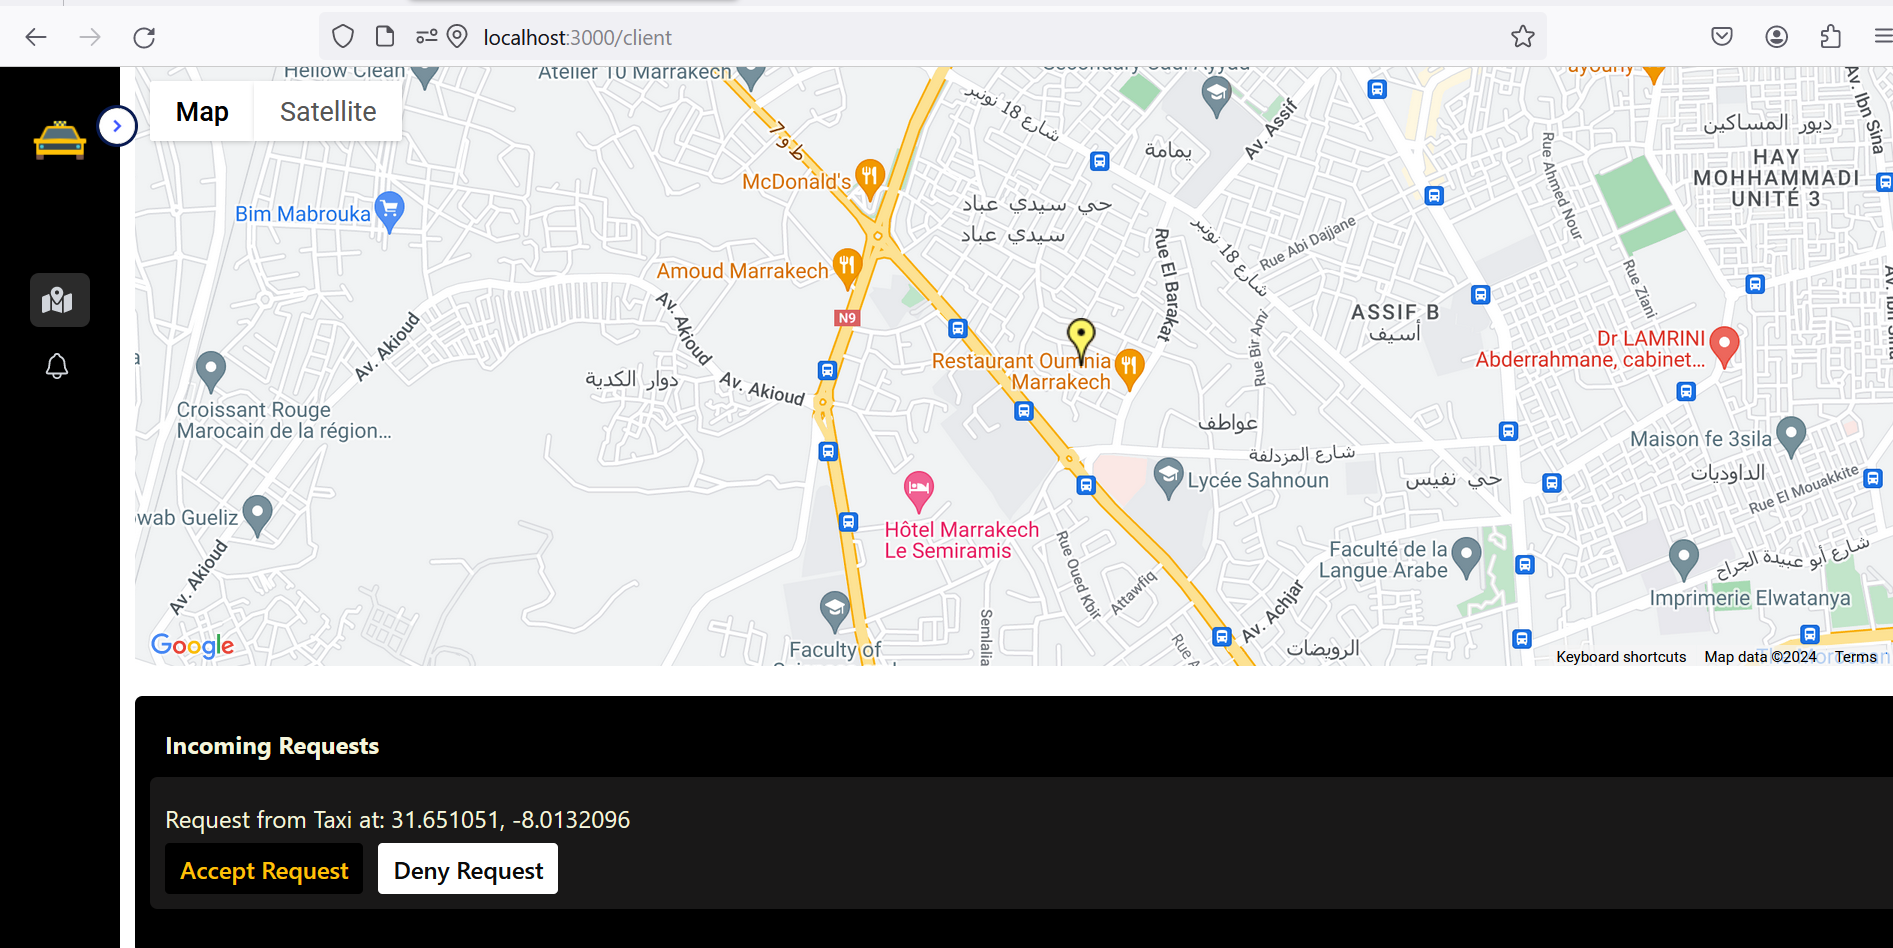 localhost:3000/client
Map
Satellite
Hellow Clean
Atelier 10 Marrakech
ayouny
Av. Ibn Sina
ط و7
شارع 18 نونبر
Av. Assif
يمامة
ديور المساكين
HAY
MOHHAMMADI
UNITÉ 3
Rue Ahmed Nour
McDonald's
Bim Mabrouka
حي سيدي عباد
سيدي عباد
Rue El Barakat
شارع 18 نونبر
Rue Abi Dajjane
Rue Ziani
Amoud Marrakech
N9
Av. Akioud
Av. Akioud
ASSIF B
أسيف
Rue Bir Ami
Restaurant Oumnia
Marrakech
Dr LAMRINI
Abderrahmane, cabinet...
دوار الكدية
Av. Akioud
Croissant Rouge
Marocain de la région...
عواطف
شارع المزدلفة
Maison fe 3sila
الداوديات
حي نفيس
Lycée Sahnoun
Rue El Mouakkite
wab Gueliz
Av. Akioud
Hôtel Marrakech
Le Semiramis
Rue Oued Kbir
Attawfiq
Faculté de la
Langue Arabe
شارع أبو عبيدة الجراح
Imprimerie Elwatanya
Av. Achjar
Semlalia
Faculty of
الرويضات
Google
Keyboard shortcuts
Map data ©2024
Terms
Incoming Requests
Request from Taxi at: 31.651051, -8.0132096
Accept Request
Deny Request